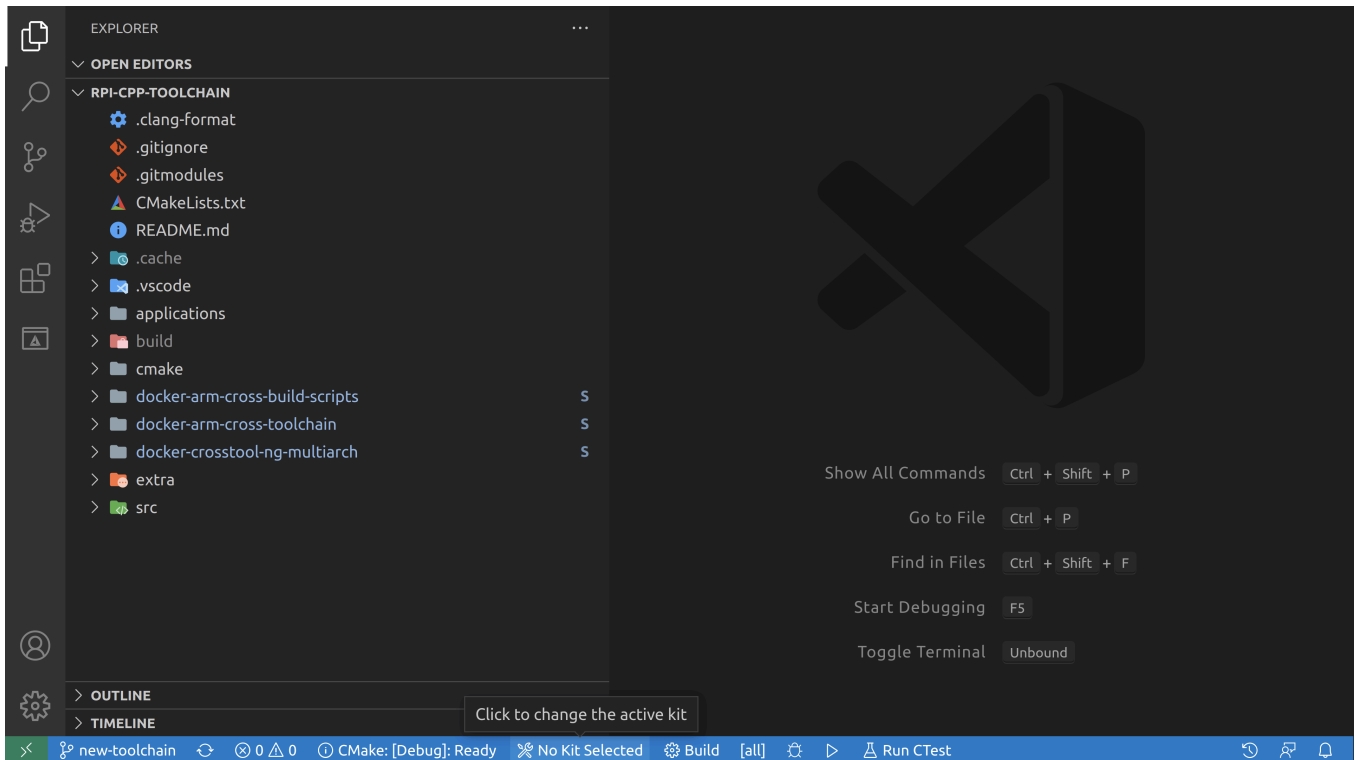 EXPLORER
OPEN EDITORS
RPI-CPP-TOOLCHAIN
.clang-format
.gitignore
.gitmodules
CMakeLists.txt
README.md
.cache
.vscode
applications
build
cmake
docker-arm-cross-build-scripts S
docker-arm-cross-toolchain S
docker-crosstool-ng-multiarch S
extra
src
OUTLINE
TIMELINE
Show All Commands Ctrl + Shift + P
Go to File Ctrl + P
Find in Files Ctrl + Shift + F
Start Debugging F5
Toggle Terminal Unbound
Click to change the active kit
new-toolchain 0 0 CMake: [Debug]: Ready No Kit Selected Build [all] Run CTest